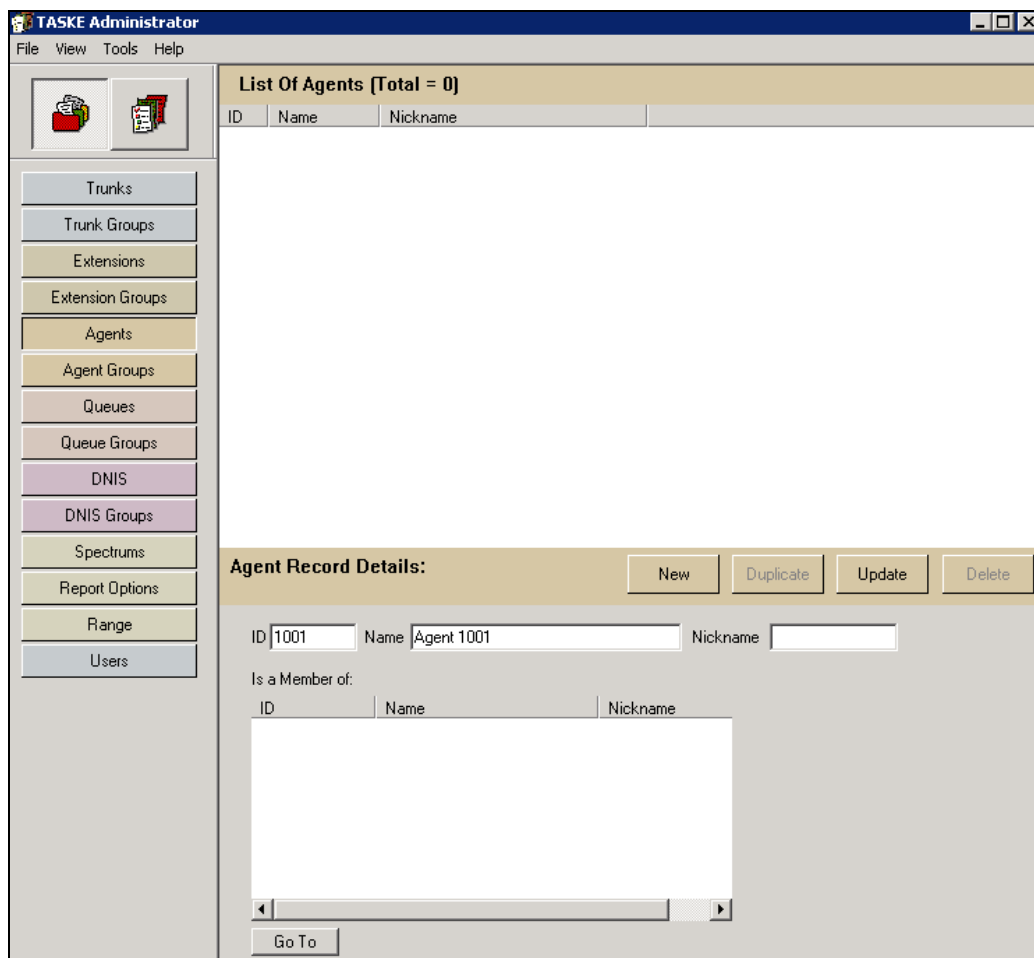 TASKE Administrator
File View Tools Help
List Of Agents (Total = 0)
ID Name Nickname
Trunks
Trunk Groups
Extensions
Extension Groups
Agents
Agent Groups
Queues
Queue Groups
DNIS
DNIS Groups
Spectrums
Report Options
Range
Users
Agent Record Details:
New Duplicate Update Delete
ID 1001 Name Agent 1001 Nickname
Is a Member of:
ID Name Nickname
Go To